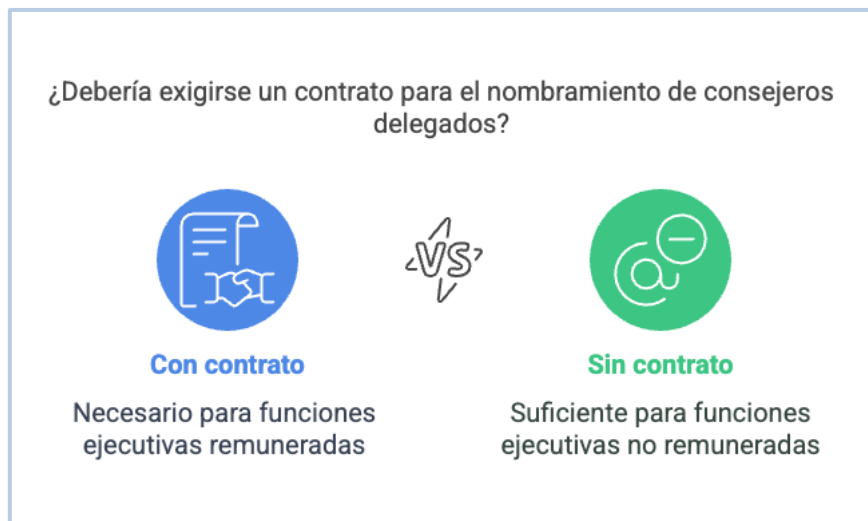 ¿Debería exigirse un contrato para el nombramiento de consejeros
delegados?
VS
Con contrato
Sin contrato
Necesario para funciones
ejecutivas remuneradas
Suficiente para funciones
ejecutivas no remuneradas